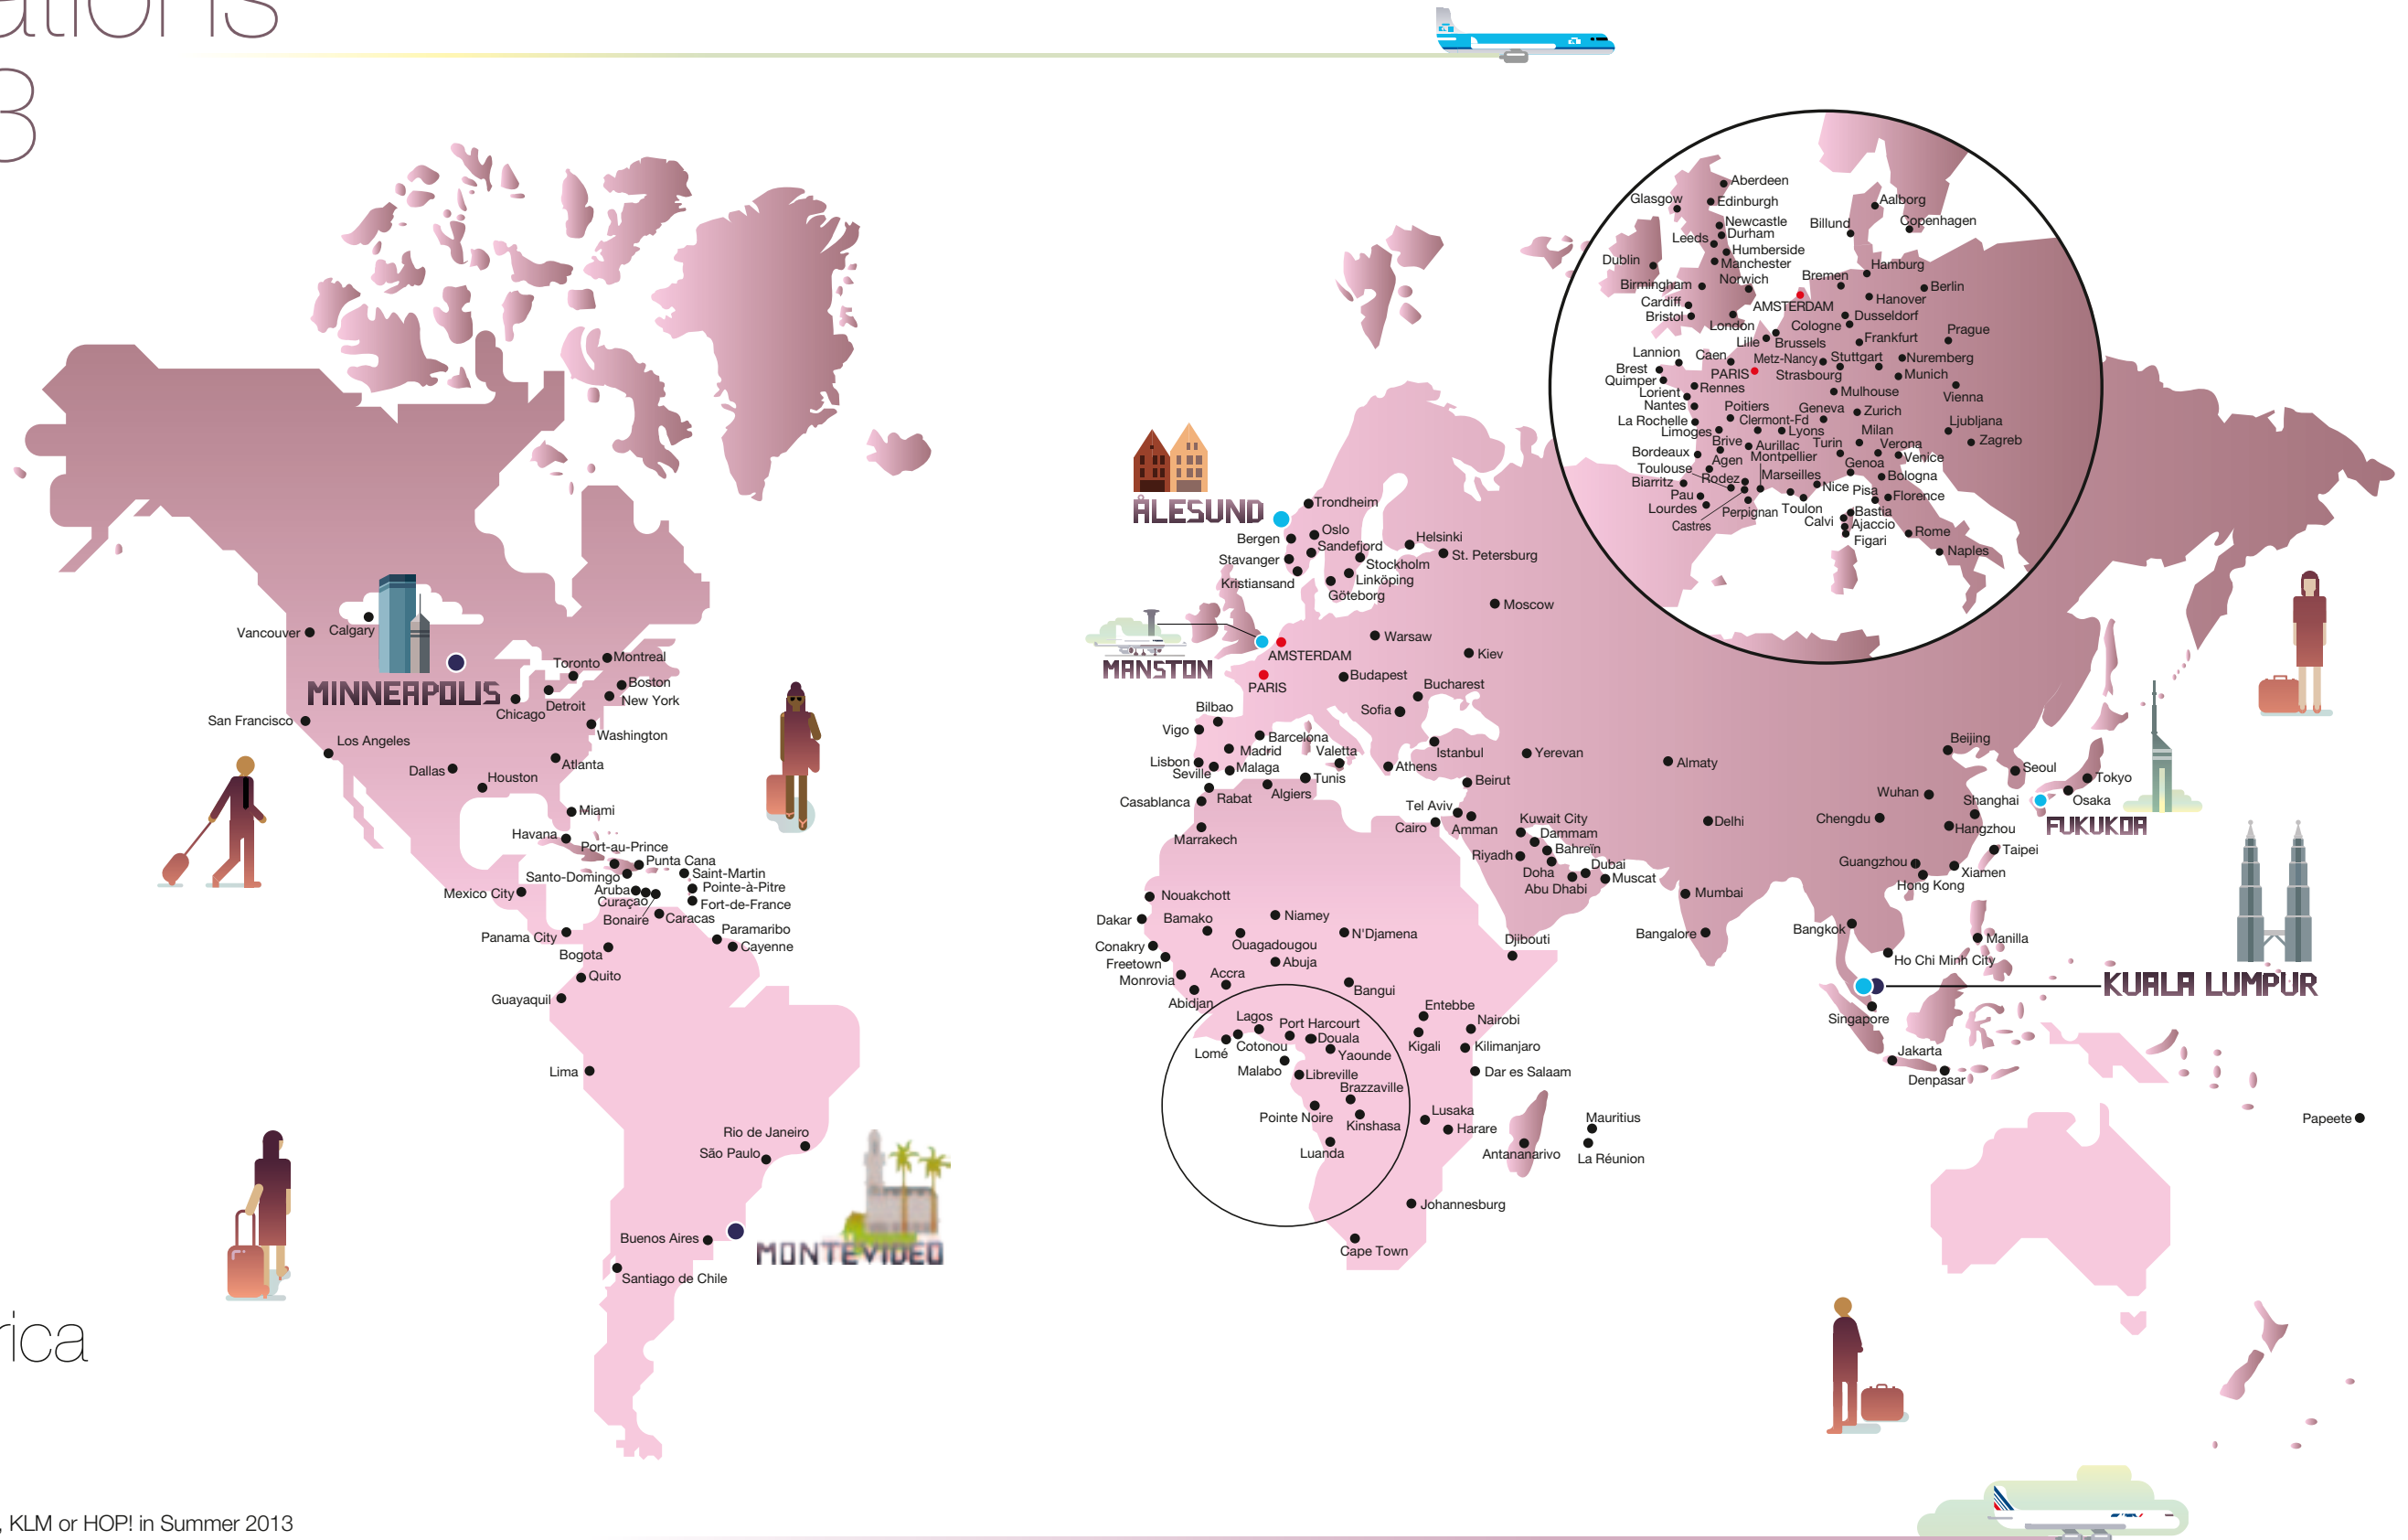 ations
3
Aberdeen
Glasgow
Edinburgh
Newcastle
Durham
Leeds
Humberside
Manchester
Dublin
Norwich
Birmingham
Cardiff
Bristol
London
AMSTERDAM
Aalborg
Billund
Copenhagen
Hamburg
Bremen
Berlin
Hanover
Dusseldorf
Cologne
Prague
Lille
Brussels
Frankfurt
Lannion
Caen
Metz-Nancy
Stuttgart
Nuremberg
Brest
PARIS
Strasbourg
Munich
Quimper
Rennes
Lorient
Mulhouse
Vienna
Nantes
Poitiers
Geneva
Zurich
La Rochelle
Clermont-Fd
Ljubljana
Limoges
Lyons
Milan
Brive
Aurillac
Turin
Verona
Zagreb
Bordeaux
Agen
Montpellier
Genoa
Venice
Toulouse
Rodez
Marseilles
Bologna
Biarritz
Nice
Pisa
Florence
Pau
Lourdes
Perpignan
Toulon
Castres
Calvi
Bastia
Ajaccio
Figari
Rome
Naples
ÅLESUND
Trondheim
Bergen
Oslo
Sandefjord
Helsinki
Stavanger
Stockholm
St. Petersburg
Kristiansand
Linköping
Göteborg
Moscow
MANSTON
AMSTERDAM
Warsaw
Kiev
PARIS
Budapest
Bucharest
Bilbao
Sofia
Vigo
Barcelona
Madrid
Valetta
Istanbul
Yerevan
Lisbon
Seville
Malaga
Tunis
Athens
Beirut
Casablanca
Rabat
Algiers
Tel Aviv
Cairo
Amman
Marrakech
Kuwait City
Dammam
Bahreïn
Riyadh
Doha
Dubai
Abu Dhabi
Muscat
Almaty
Delhi
Mumbai
Bangalore
Beijing
Seoul
Tokyo
Wuhan
Shanghai
Osaka
Chengdu
Hangzhou
FUKUKOA
Taipei
Guangzhou
Xiamen
Hong Kong
Bangkok
Manilla
Ho Chi Minh City
KUALA LUMPUR
Singapore
Jakarta
Denpasar
Papeete
Vancouver
Calgary
MINNEAPOLIS
Toronto
Montreal
Boston
Detroit
New York
Chicago
San Francisco
Washington
Los Angeles
Dallas
Atlanta
Houston
Miami
Havana
Port-au-Prince
Punta Cana
Santo-Domingo
Saint-Martin
Mexico City
Aruba
Pointe-à-Pitre
Curaçao
Fort-de-France
Bonaire
Caracas
Panama City
Paramaribo
Bogota
Cayenne
Quito
Guayaquil
Lima
Rio de Janeiro
São Paulo
Buenos Aires
MONTEVIDEO
Santiago de Chile
Nouakchott
Dakar
Bamako
Niamey
Conakry
Ouagadougou
N'Djamena
Djibouti
Freetown
Abuja
Monrovia
Accra
Bangui
Abidjan
Entebbe
Lagos
Port Harcourt
Nairobi
Lomé
Cotonou
Douala
Kigali
Kilimanjaro
Yaounde
Malabo
Libreville
Dar es Salaam
Brazzaville
Pointe Noire
Kinshasa
Lusaka
Mauritius
Harare
Luanda
Antananarivo
La Réunion
Johannesburg
Cape Town
rica
, KLM or HOP! in Summer 2013